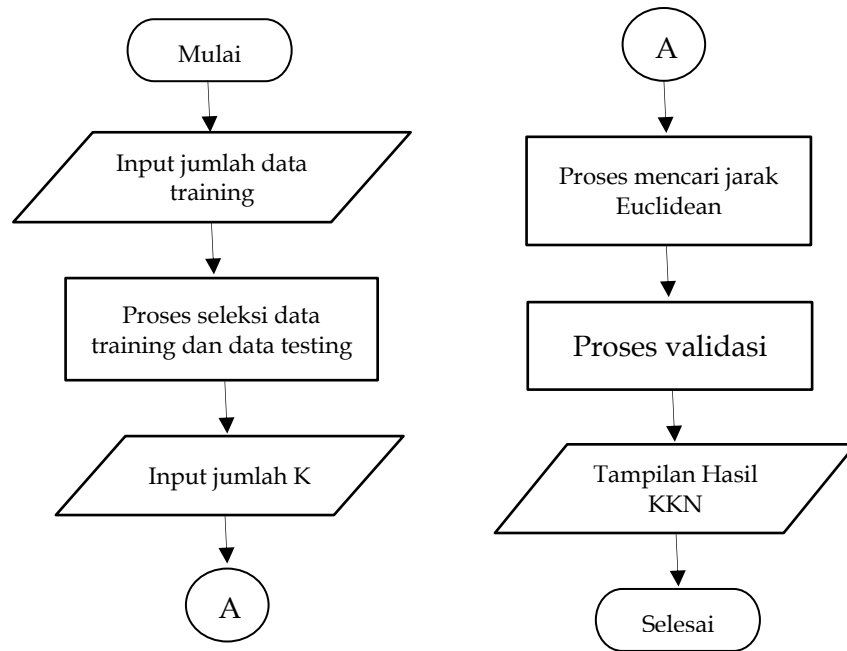 Mulai
Input jumlah data
training
Proses seleksi data
training dan data testing
Input jumlah K
A
A
Proses mencari jarak
Euclidean
Proses validasi
Tampilan Hasil
KKN
Selesai